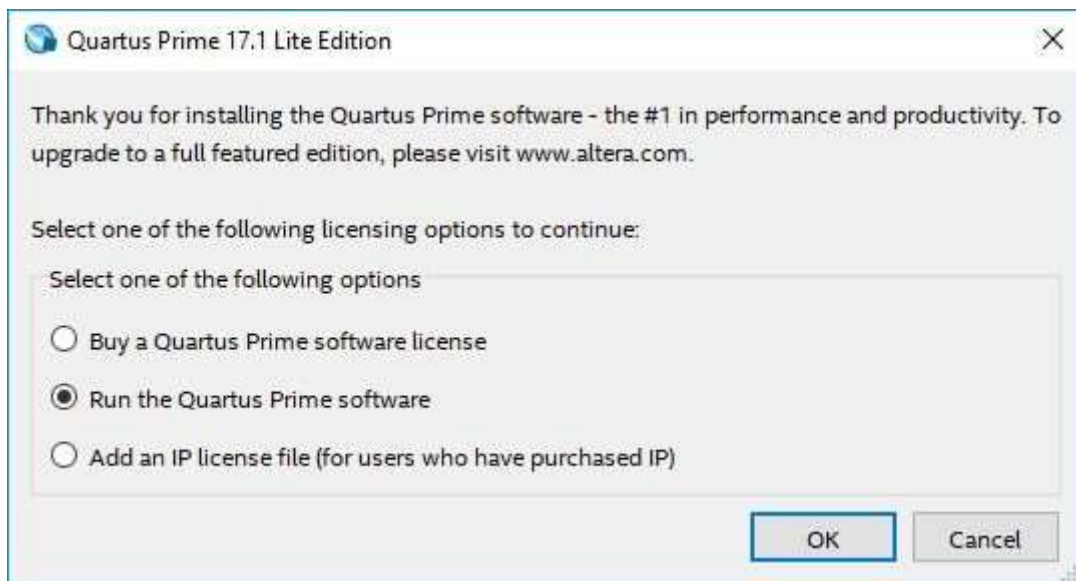 Quartus Prime 17.1 Lite Edition
Thank you for installing the Quartus Prime software - the #1 in performance and productivity. To
upgrade to a full featured edition, please visit www.altera.com.
Select one of the following licensing options to continue:
Select one of the following options
Buy a Quartus Prime software license
Run the Quartus Prime software
Add an IP license file (for users who have purchased IP)
OK
Cancel